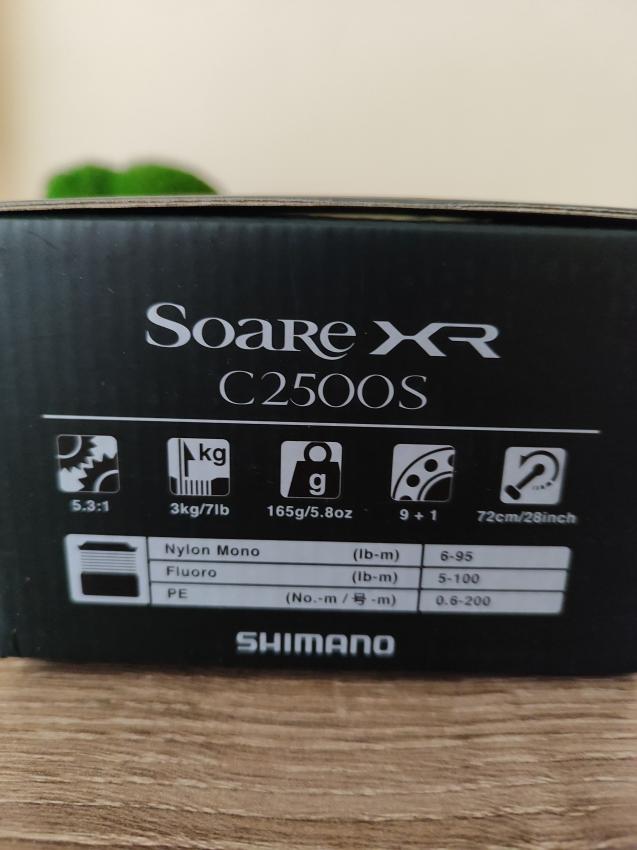 Soare XR
C2500S
kg
g
5.3:1 3kg/7lb 165g/5.8oz 9 + 1 72cm/28inch
Nylon Mono (lb-m) 6-95
Fluoro (lb-m) 5-100
PE (No.-m / 号 -m) 0.6-200
SHIMANO